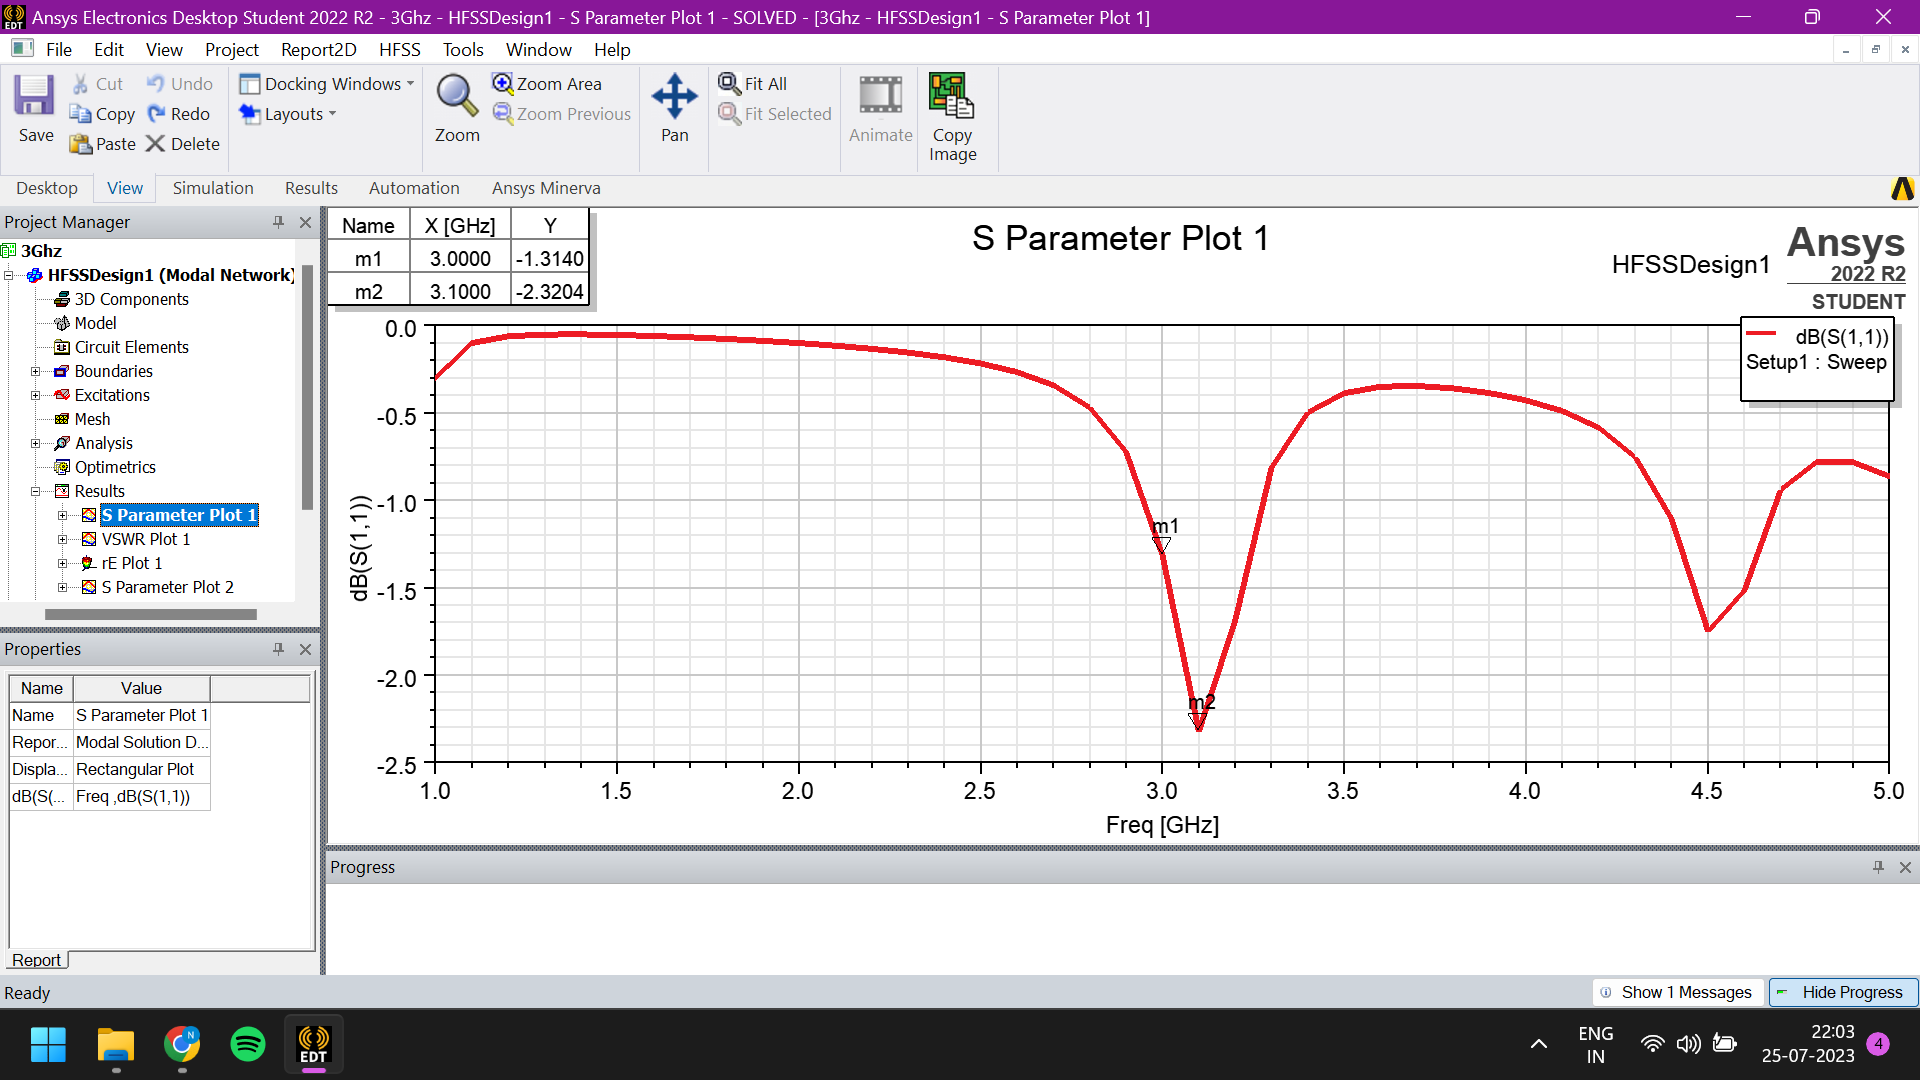 Ansys Electronics Desktop Student 2022 R2 - 3Ghz - HFSSDesign1 - S Parameter Plot 1 - SOLVED - [3Ghz - HFSSDesign1 - S Parameter Plot 1]
File Edit View Project Report2D HFSS Tools Window Help
Save
Cut
Copy
Paste
Undo
Redo
Delete
Docking Windows
Layouts
Zoom
Zoom Area
Zoom Previous
Pan
Fit All
Fit Selected
Animate
Copy
Image
Desktop View Simulation Results Automation Ansys Minerva
Project Manager
3Ghz
HFSSDesign1 (Modal Network)
3D Components
Model
Circuit Elements
Boundaries
Excitations
Mesh
Analysis
Optimetrics
Results
S Parameter Plot 1
VSWR Plot 1
rE Plot 1
S Parameter Plot 2
Properties
Name Value
Name S Parameter Plot 1
Repor... Modal Solution D...
Displa... Rectangular Plot
dB(S(... Freq ,dB(S(1,1))
Report
Name X [GHz] Y
m1 3.0000 -1.3140
m2 3.1000 -2.3204
S Parameter Plot 1
HFSSDesign1
Ansys
2022 R2
STUDENT
dB(S(1,1))
Setup1 : Sweep
0.0
-0.5
-1.0
-1.5
-2.0
-2.5
dB(S(1,1))
m1
m2
1.0 1.5 2.0 2.5 3.0 3.5 4.0 4.5 5.0
Freq [GHz]
Progress
Ready
Show 1 Messages
Hide Progress
EDT
N
EDT
ENG
IN
22:03
25-07-2023
4